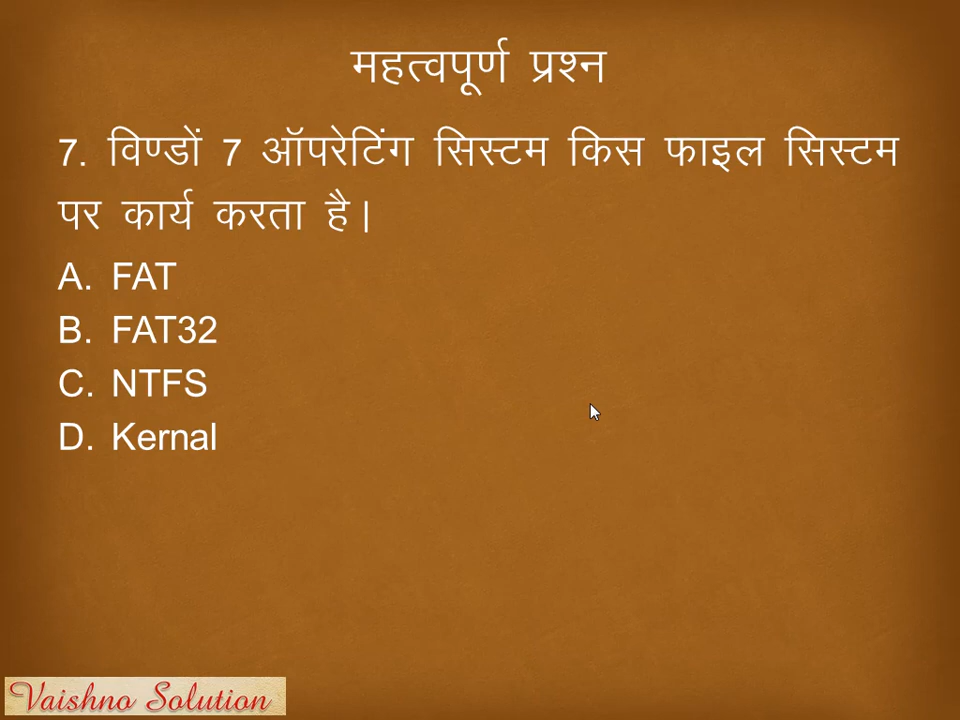 महत्वपूर्ण प्रश्न
7. विण्डों 7 ऑपरेटिंग सिस्टम किस फाइल सिस्टम
पर कार्य करता है।
A. FAT
B. FAT32
C. NTFS
D. Kernal
Vaishno Solution